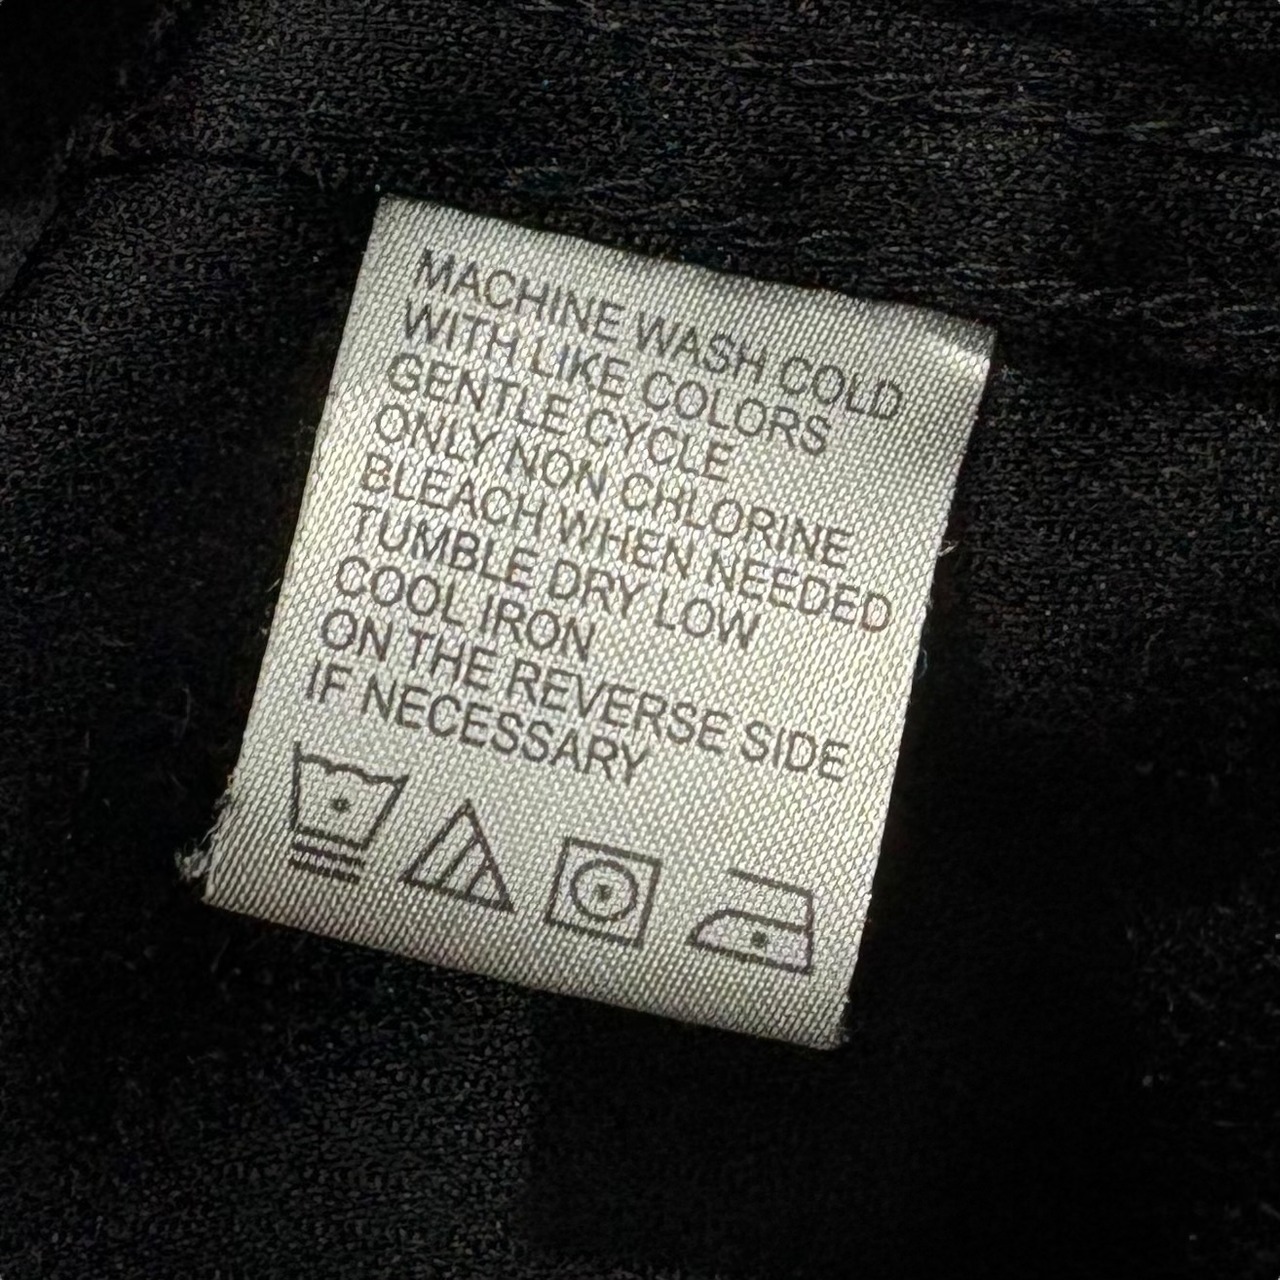 MACHINE WASH COLD
WITH LIKE COLORS
GENTLE CYCLE
ONLY NON CHLORINE
BLEACH WHEN NEEDED
TUMBLE DRY LOW
COOL IRON
ON THE REVERSE SIDE
IF NECESSARY